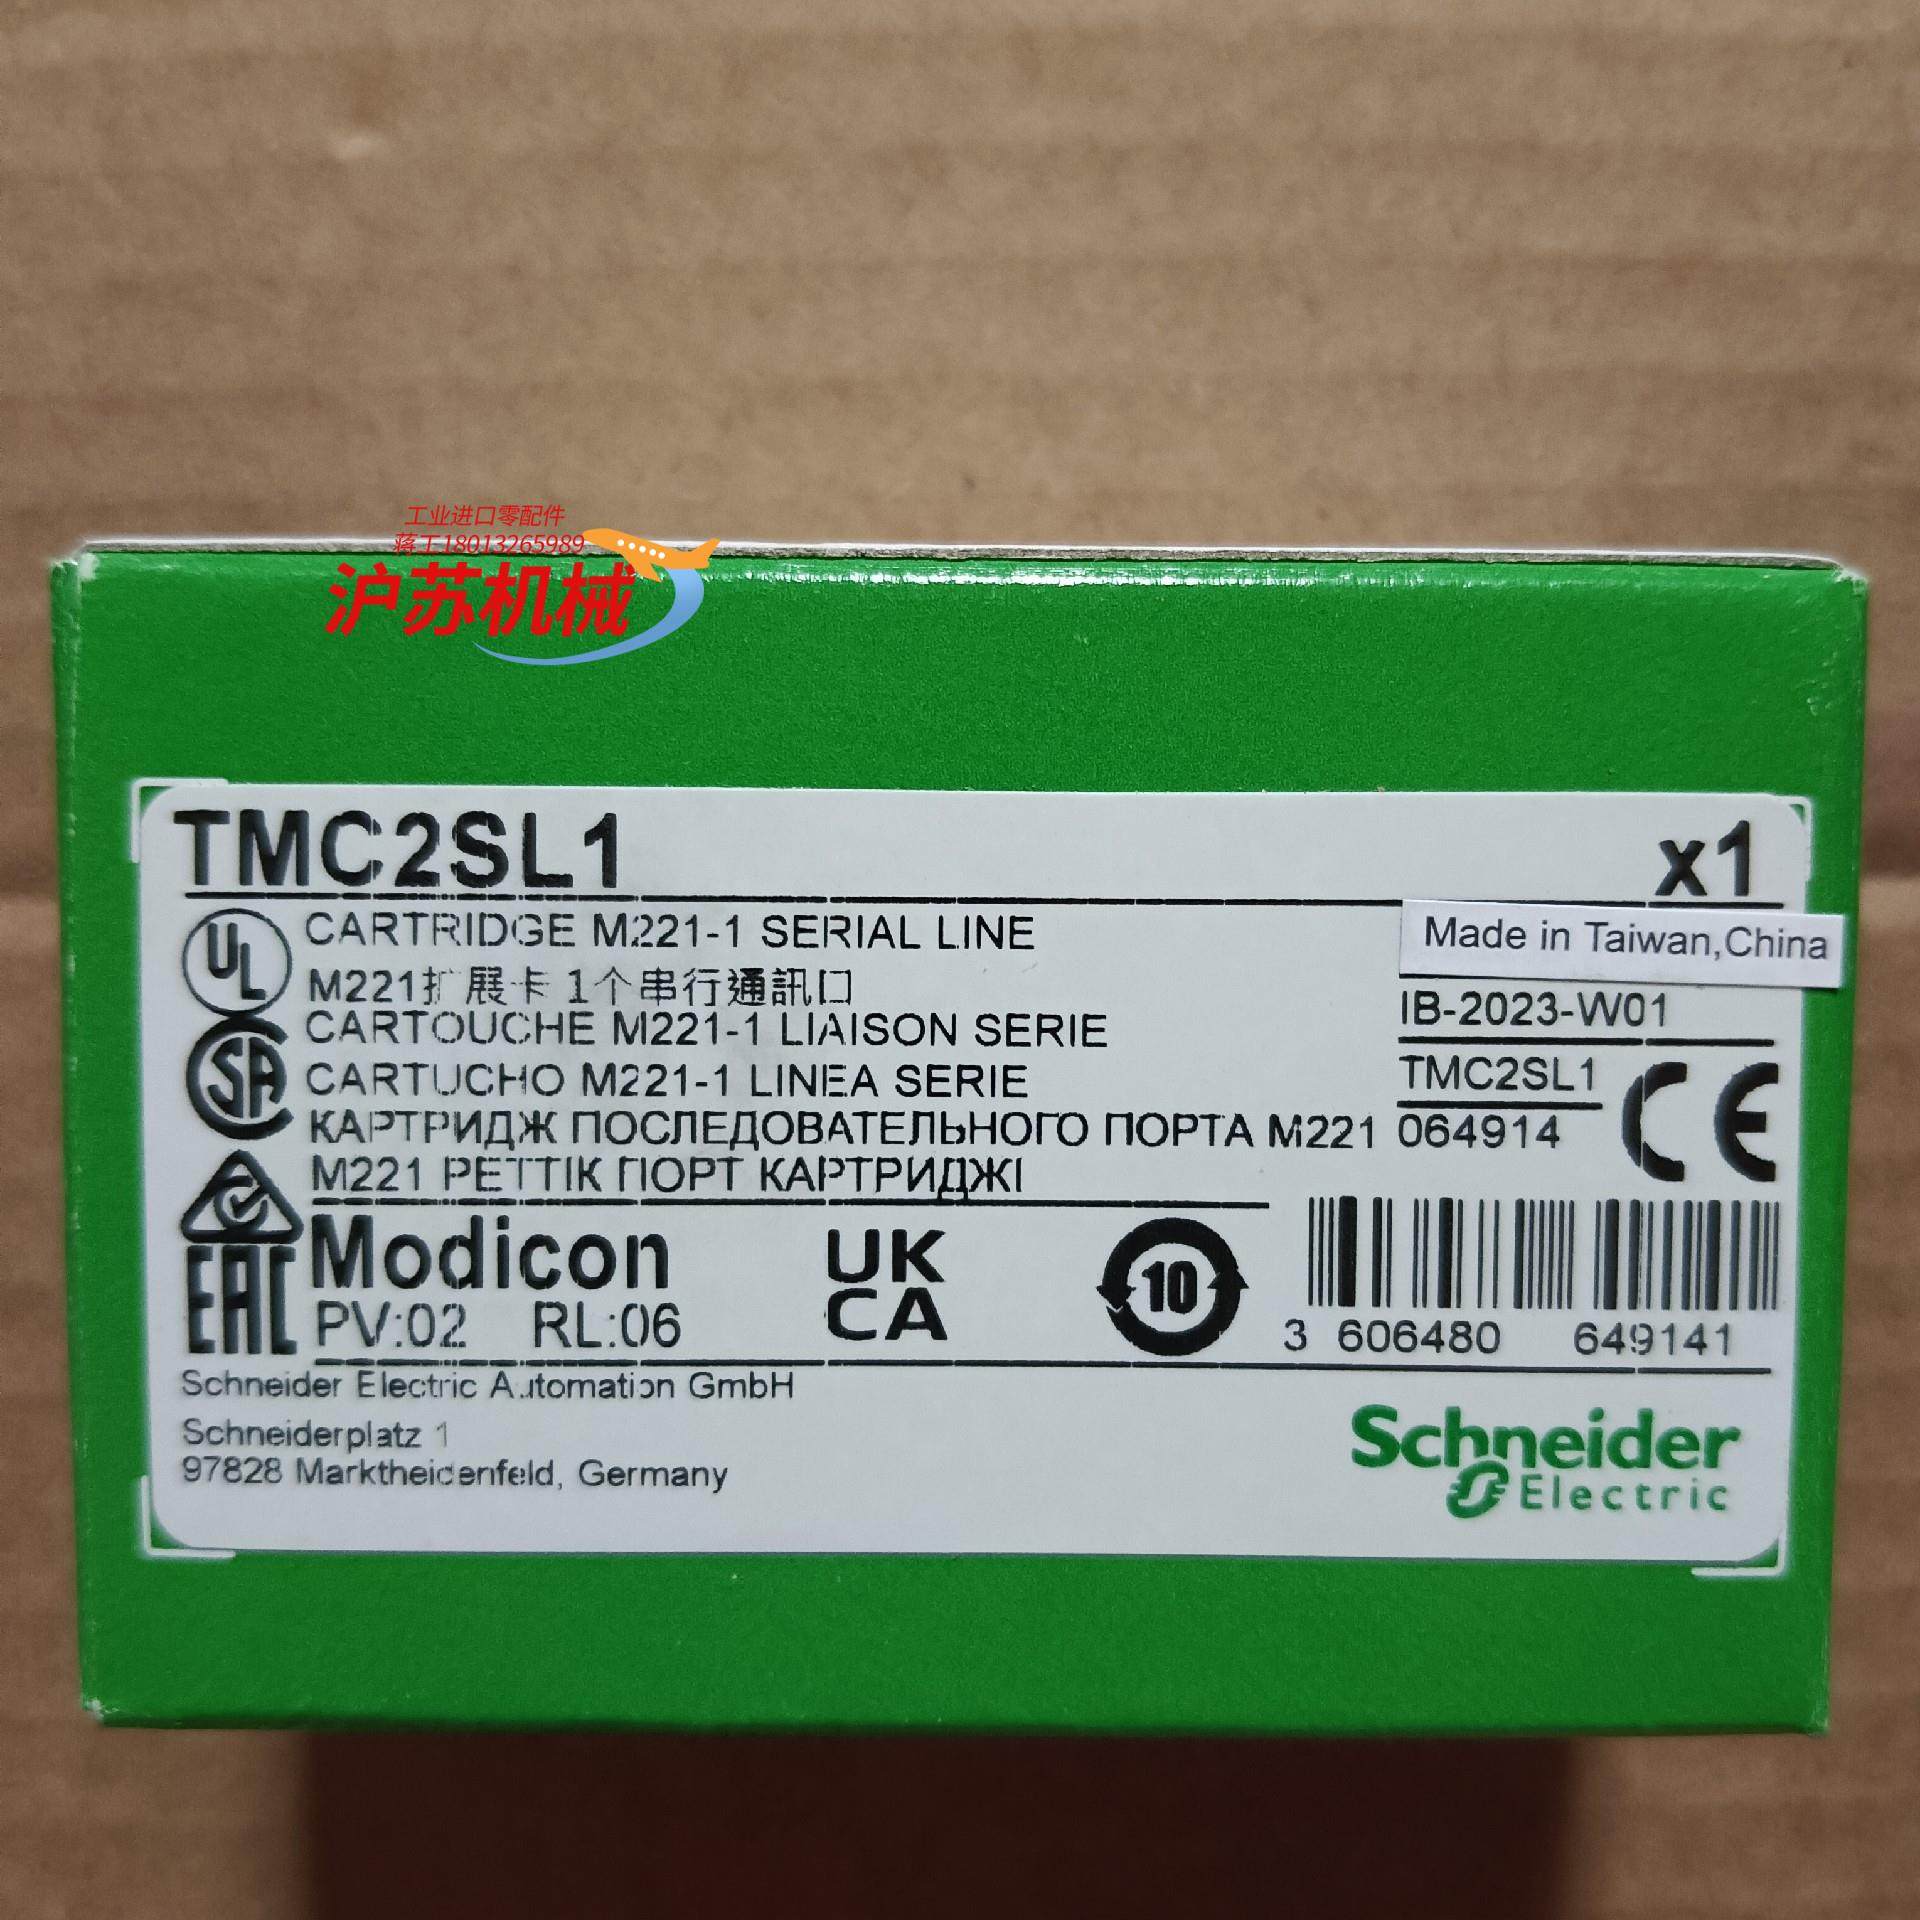 工业进口零配件
蒋工18013265989
沪苏机械
TMC2SL1
x1
CARTRIDGE M221-1 SERIAL LINE
Made in Taiwan,China
M221扩展卡 1个串行通訊口
IB-2023-W01
CARTOUCHE M221-1 LIAISON SERIE
TMC2SL1
CARTUCHO M221-1 LINEA SERIE
КАРТРИДЖ ПОСЛЕДОВАТЕЛЬНОГО ПОРТА M221
064914
M221 РЕТТІК ПОРТ КАРТРИДЖІ
UL
SA
CE
EAC
Modicon
UK
CA
10
PV:02 RL:06
3 606480 649141
Schneider Electric Automation GmbH
Schneiderplatz 1
97828 Marktheidenfeld, Germany
Schneider
Electric